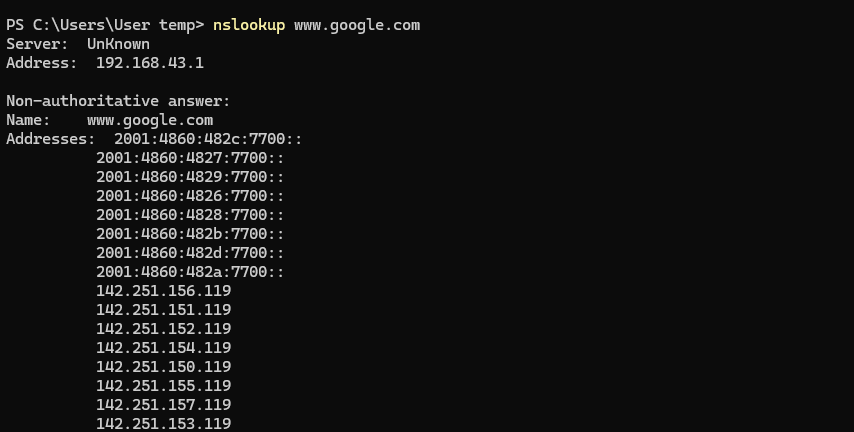 PS C:\Users\User temp> nslookup www.google.com
Server:  UnKnown
Address:  192.168.43.1

Non-authoritative answer:
Name:    www.google.com
Addresses:  2001:4860:482c:7700::
          2001:4860:4827:7700::
          2001:4860:4829:7700::
          2001:4860:4826:7700::
          2001:4860:4828:7700::
          2001:4860:482b:7700::
          2001:4860:482d:7700::
          2001:4860:482a:7700::
          142.251.156.119
          142.251.151.119
          142.251.152.119
          142.251.154.119
          142.251.150.119
          142.251.155.119
          142.251.157.119
          142.251.153.119